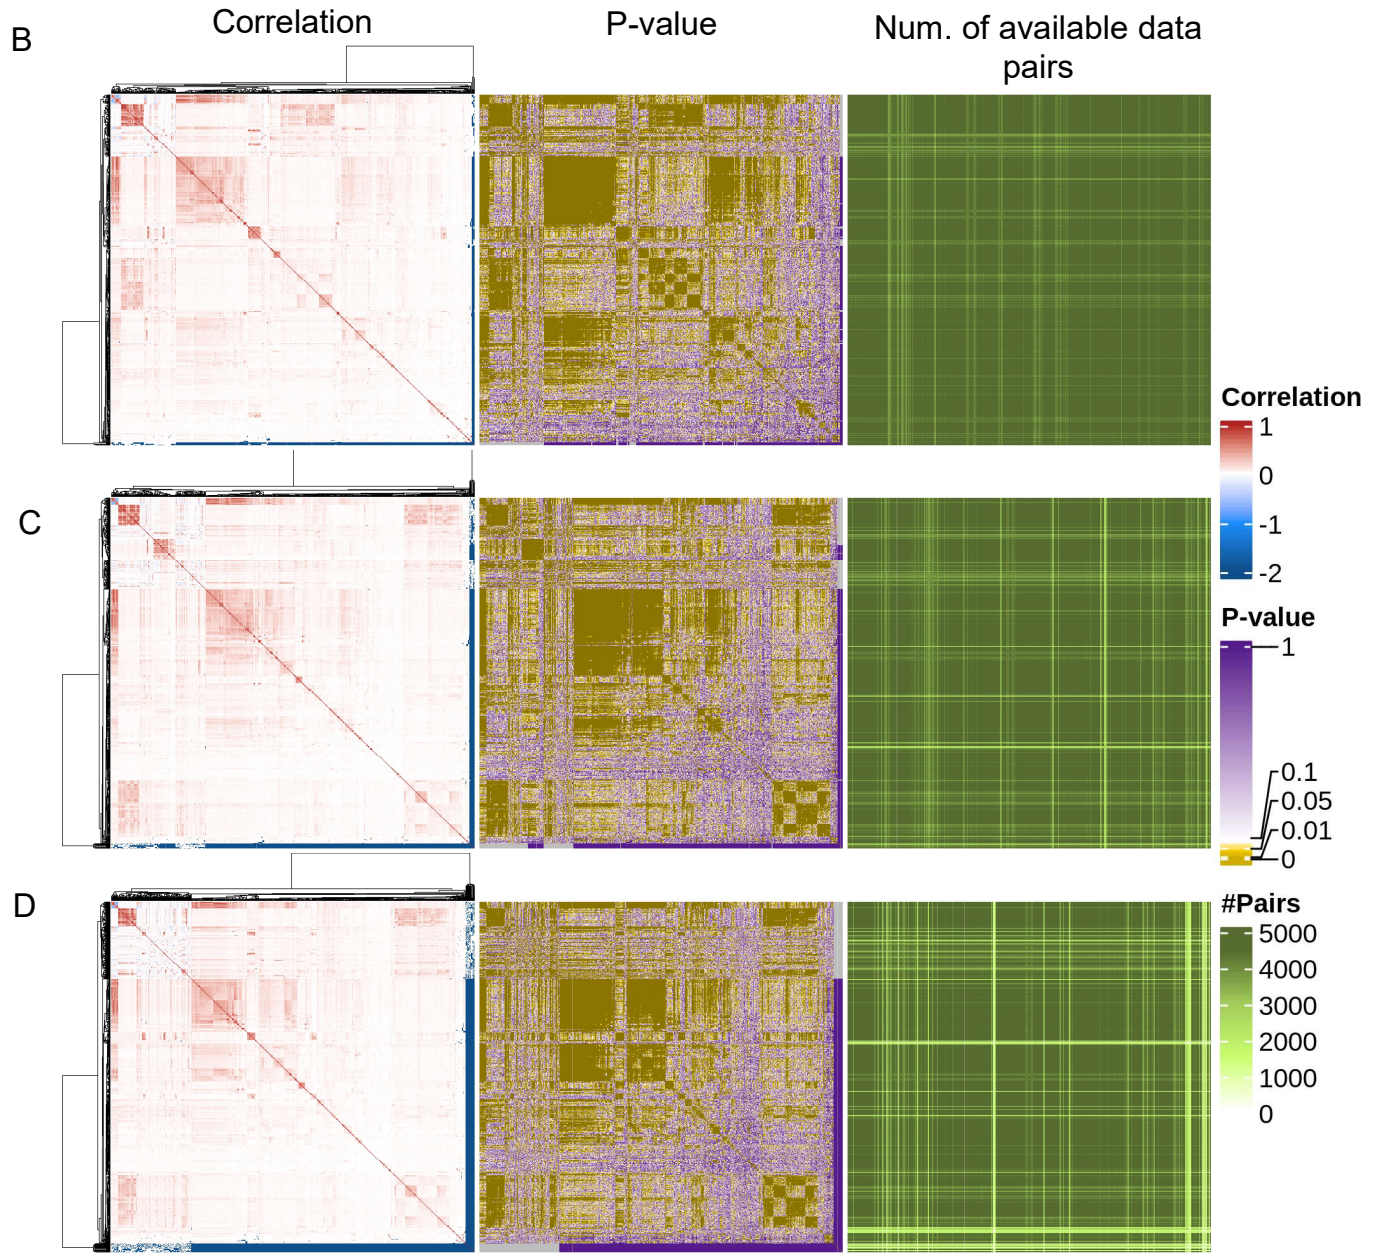 B
Correlation
P-value
Num. of available data
pairs
C
D
Correlation
1
0
-1
-2
P-value
1
0.1
0.05
0.01
0
#Pairs
5000
4000
3000
2000
1000
0